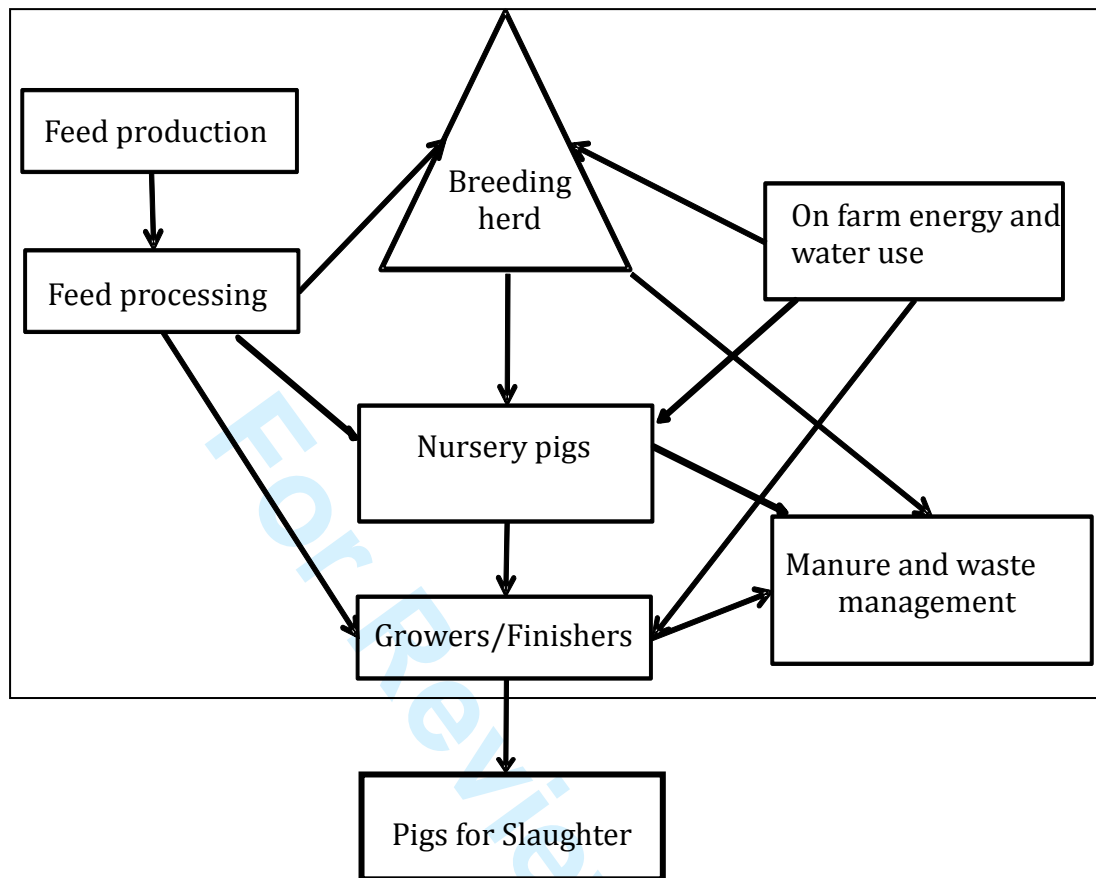 Feed production
Breeding
herd
On farm energy and
water use
Feed processing
Nursery pigs
Manure and waste
management
Growers/Finishers
Pigs for Slaughter
For Review